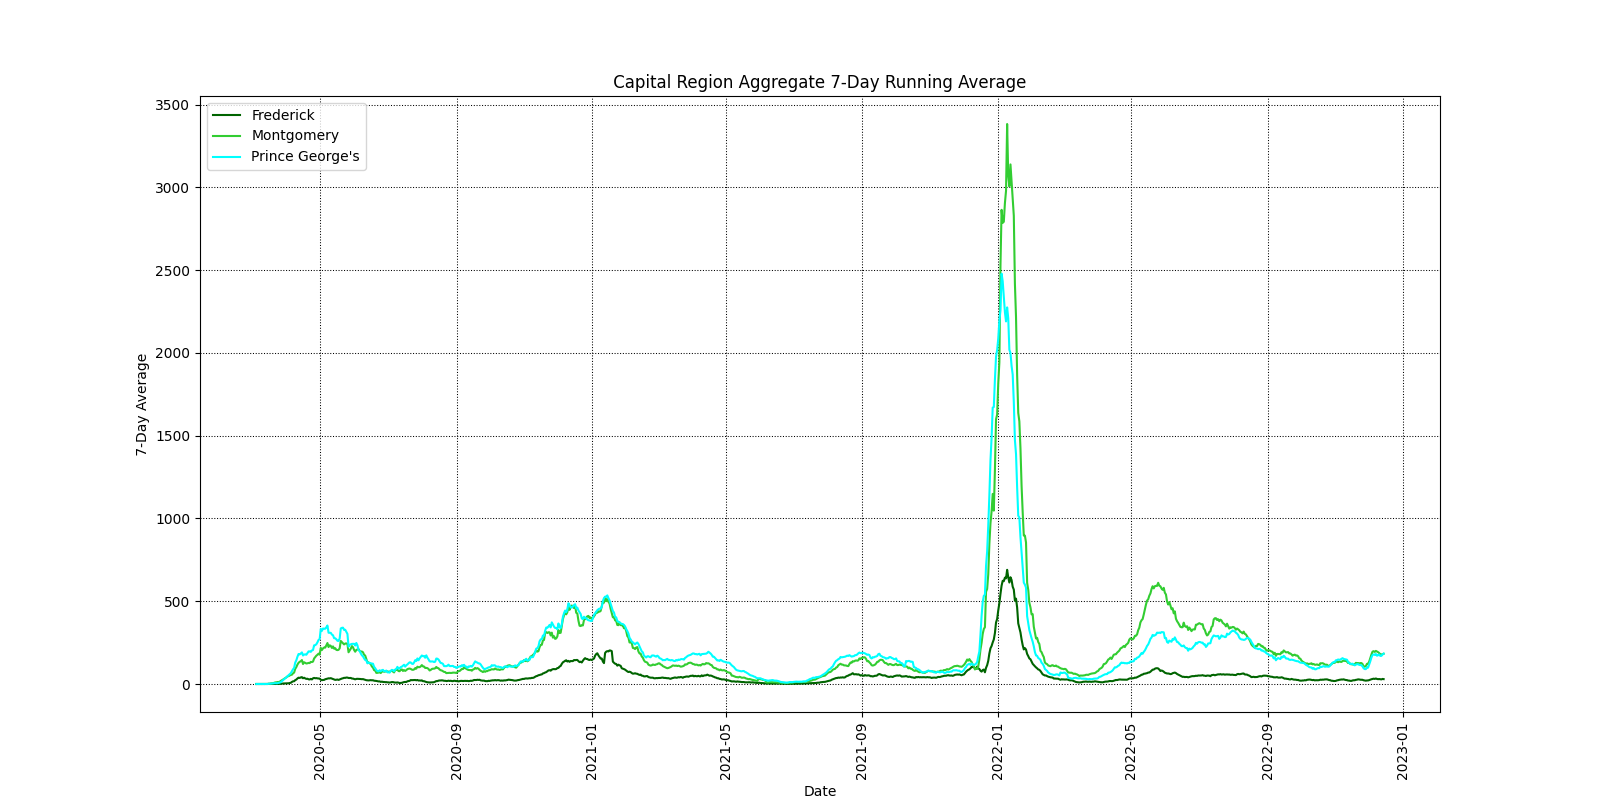 Capital Region Aggregate 7-Day Running Average
Frederick
Montgomery
Prince George's
3500
3000
2500
2000
1500
1000
500
0
7-Day Average
2020-05
2020-09
2021-01
2021-05
2021-09
2022-01
2022-05
2022-09
2023-01
Date